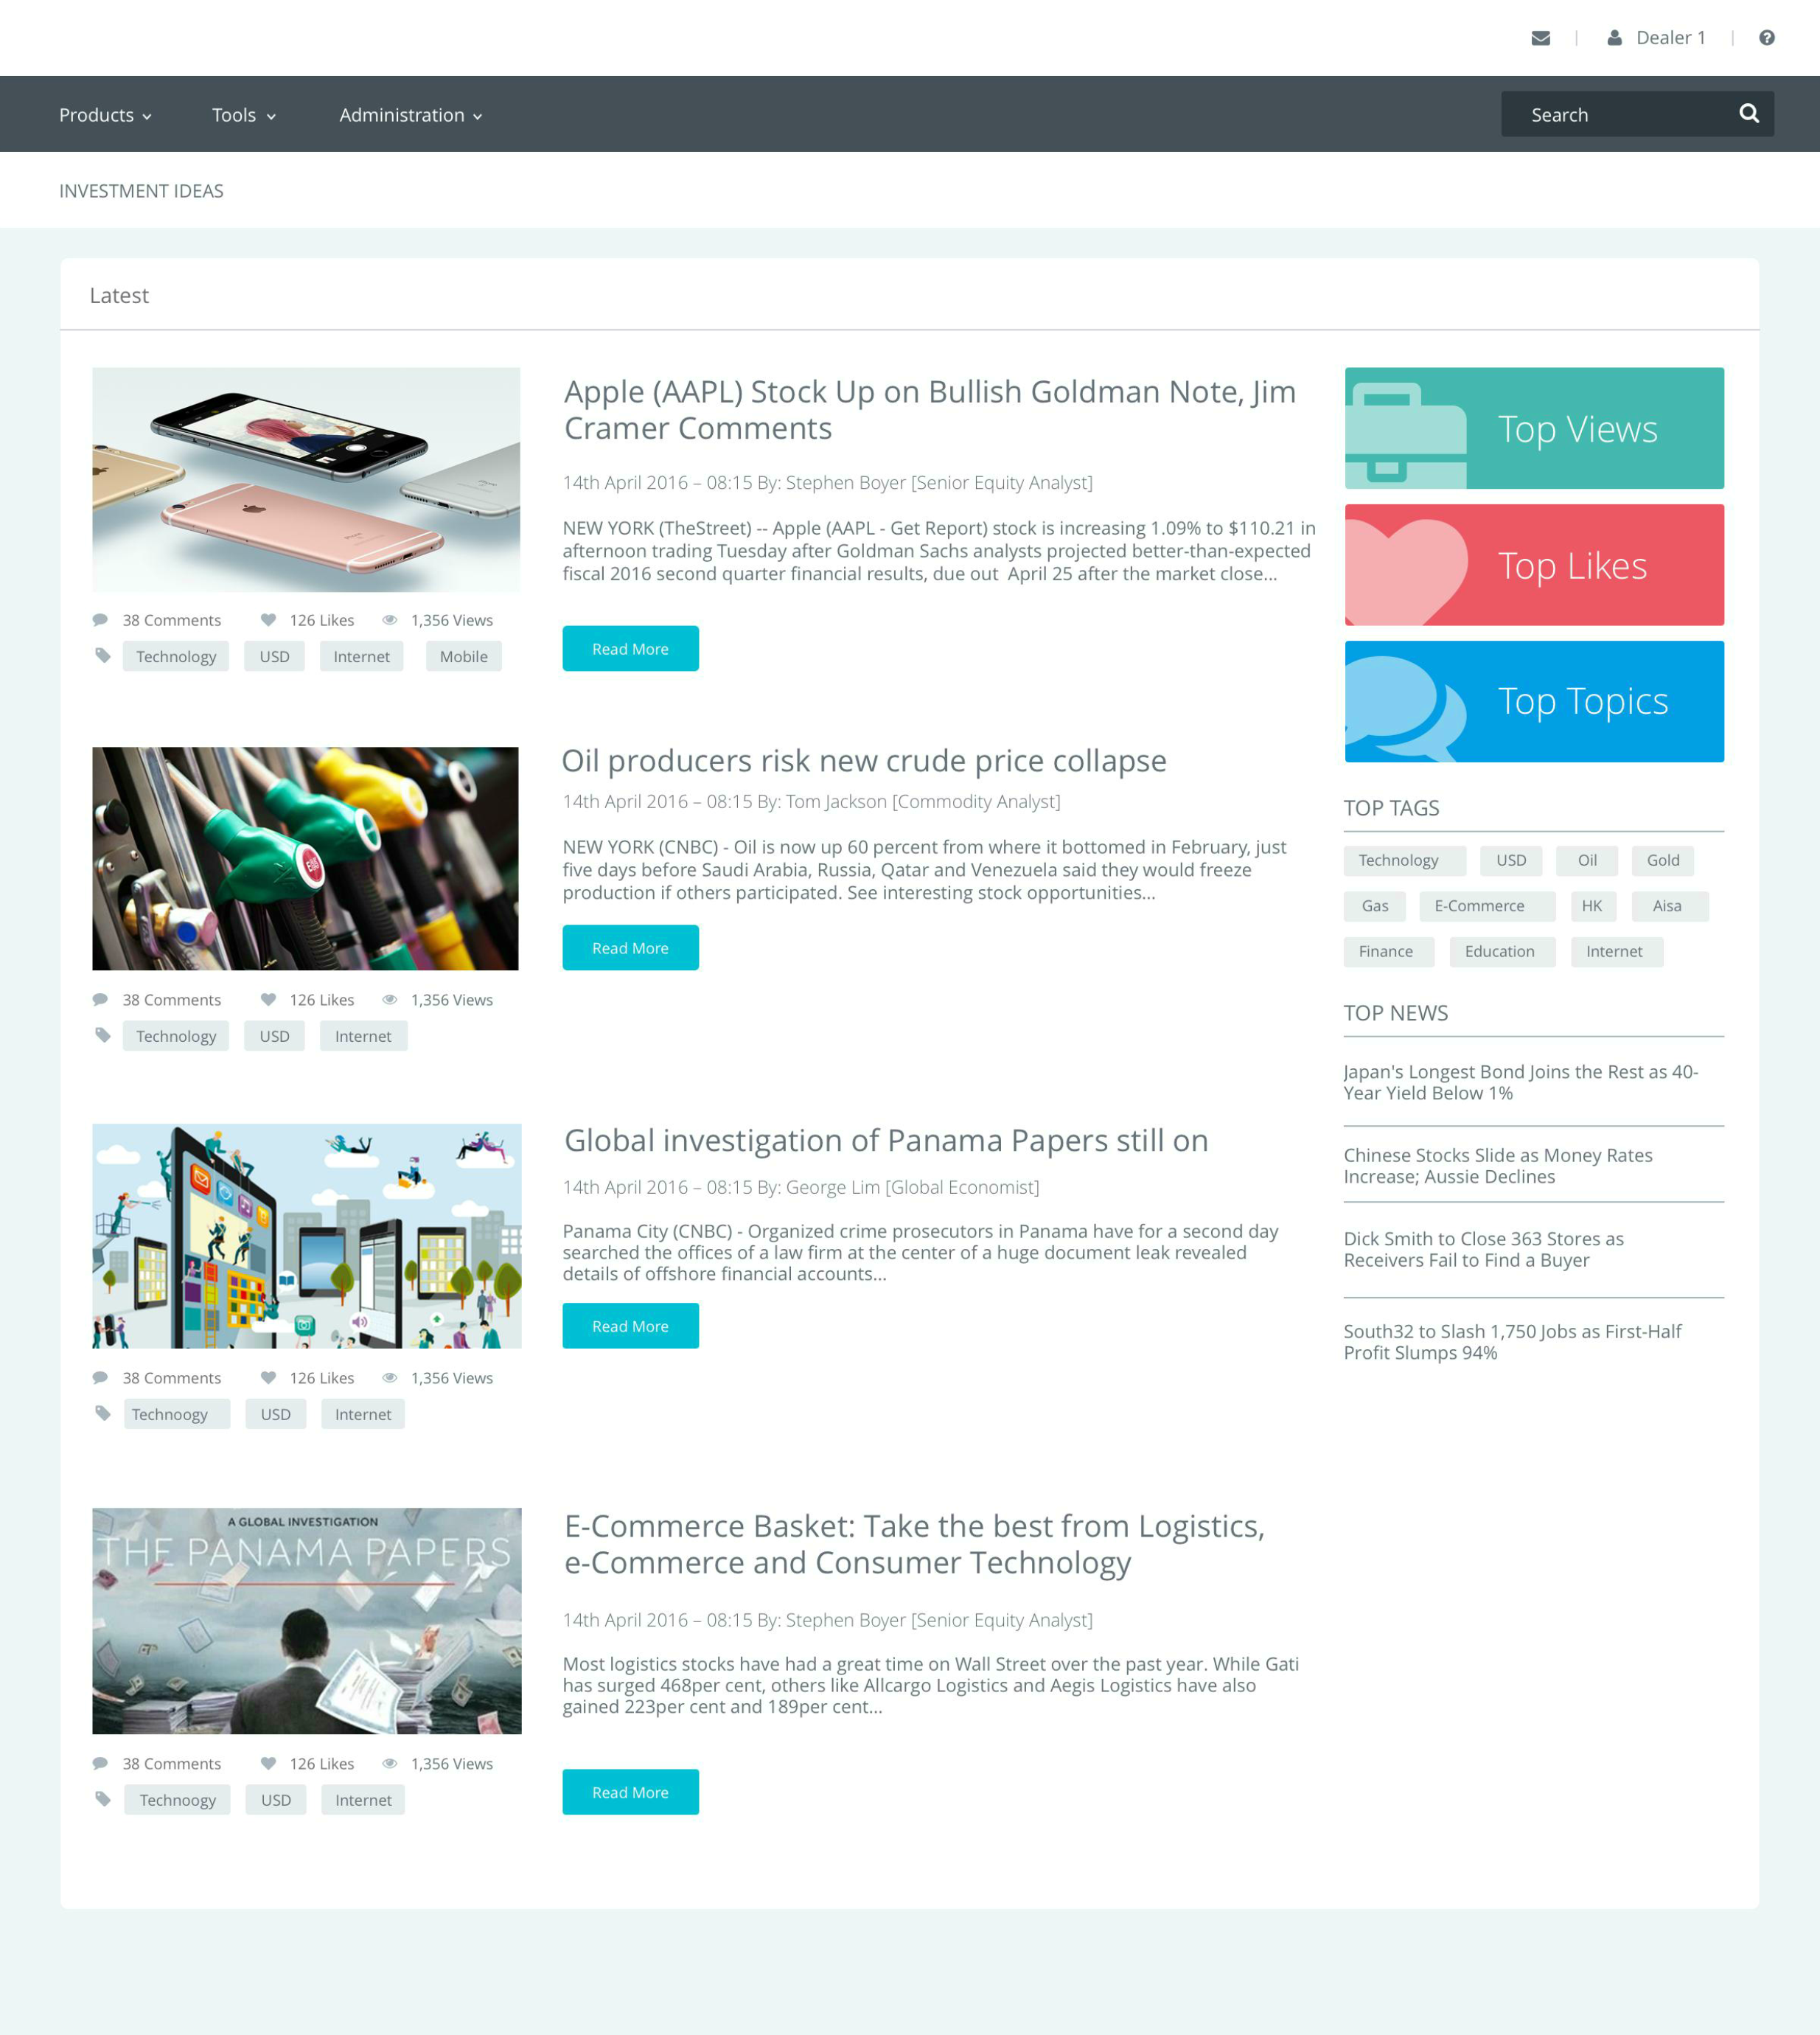 Dealer 1
Products
Tools
Administration
Search
INVESTMENT IDEAS
Latest
Apple (AAPL) Stock Up on Bullish Goldman Note, Jim
Cramer Comments
14th April 2016 – 08:15 By: Stephen Boyer [Senior Equity Analyst]
NEW YORK (TheStreet) -- Apple (AAPL - Get Report) stock is increasing 1.09% to $110.21 in
afternoon trading Tuesday after Goldman Sachs analysts projected better-than-expected
fiscal 2016 second quarter financial results, due out  April 25 after the market close...
38 Comments
126 Likes
1,356 Views
Technology
USD
Internet
Mobile
Read More
Oil producers risk new crude price collapse
14th April 2016 – 08:15 By: Tom Jackson [Commodity Analyst]
NEW YORK (CNBC) - Oil is now up 60 percent from where it bottomed in February, just
five days before Saudi Arabia, Russia, Qatar and Venezuela said they would freeze
production if others participated. See interesting stock opportunities...
Read More
38 Comments
126 Likes
1,356 Views
Technology
USD
Internet
Global investigation of Panama Papers still on
14th April 2016 – 08:15 By: George Lim [Global Economist]
Panama City (CNBC) - Organized crime prosecutors in Panama have for a second day
searched the offices of a law firm at the center of a huge document leak revealed
details of offshore financial accounts...
Read More
38 Comments
126 Likes
1,356 Views
Technoogy
USD
Internet
A GLOBAL INVESTIGATION
THE PANAMA PAPERS
E-Commerce Basket: Take the best from Logistics,
e-Commerce and Consumer Technology
14th April 2016 – 08:15 By: Stephen Boyer [Senior Equity Analyst]
Most logistics stocks have had a great time on Wall Street over the past year. While Gati
has surged 468per cent, others like Allcargo Logistics and Aegis Logistics have also
gained 223per cent and 189per cent...
38 Comments
126 Likes
1,356 Views
Technoogy
USD
Internet
Read More
Top Views
Top Likes
Top Topics
TOP TAGS
Technology
USD
Oil
Gold
Gas
E-Commerce
HK
Aisa
Finance
Education
Internet
TOP NEWS
Japan's Longest Bond Joins the Rest as 40-
Year Yield Below 1%
Chinese Stocks Slide as Money Rates
Increase; Aussie Declines
Dick Smith to Close 363 Stores as
Receivers Fail to Find a Buyer
South32 to Slash 1,750 Jobs as First-Half
Profit Slumps 94%